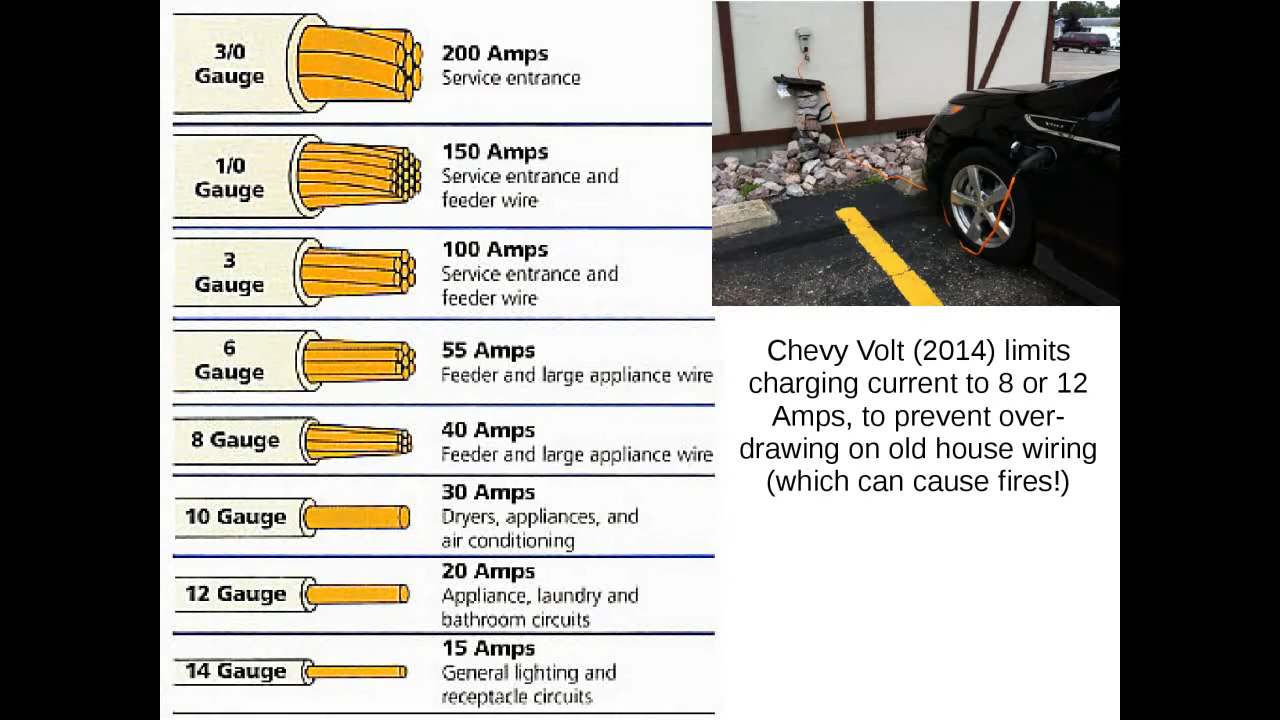 3/0
Gauge
200 Amps
Service entrance
1/0
Gauge
150 Amps
Service entrance and
feeder wire
3
Gauge
100 Amps
Service entrance and
feeder wire
6
Gauge
55 Amps
Feeder and large appliance wire
8 Gauge
40 Amps
Feeder and large appliance wire
10 Gauge
30 Amps
Dryers, appliances, and
air conditioning
12 Gauge
20 Amps
Appliance, laundry and
bathroom circuits
14 Gauge
15 Amps
General lighting and
receptacle circuits
VOLT
Chevy Volt (2014) limits
charging current to 8 or 12
Amps, to prevent over-
drawing on old house wiring
(which can cause fires!)